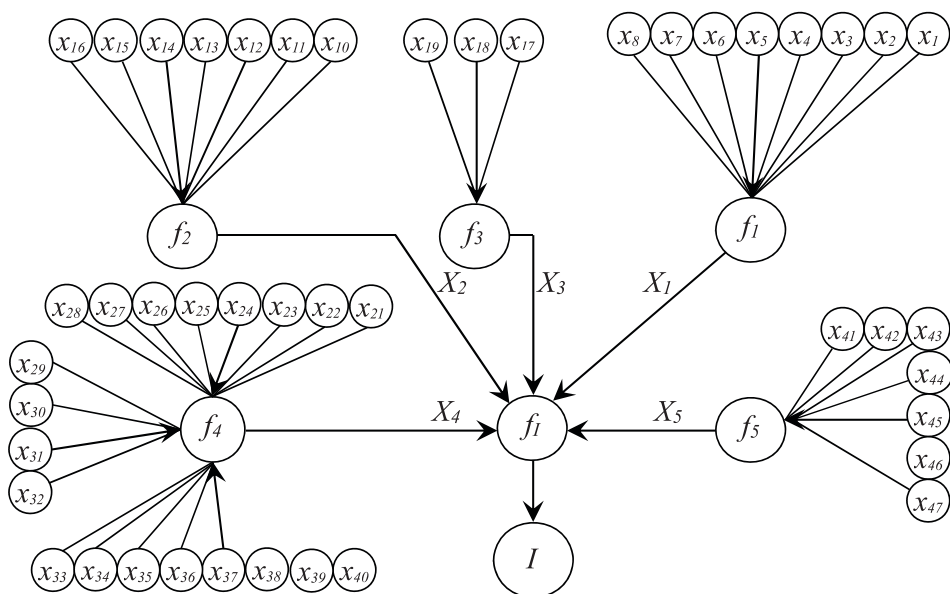 x16 x15 x14 x13 x12 x11 x10
x19 x18 x17
x8 x7 x6 x5 x4 x3 x2 x1
f2
f3
f1
X2
X3
X1
x28 x27 x26 x25 x24 x23 x22 x21
x41 x42 x43
x29
x44
x30
X4
X5
x45
f4
fI
f5
x31
x46
x32
x47
x33 x34 x35 x36 x37 x38 x39 x40
I